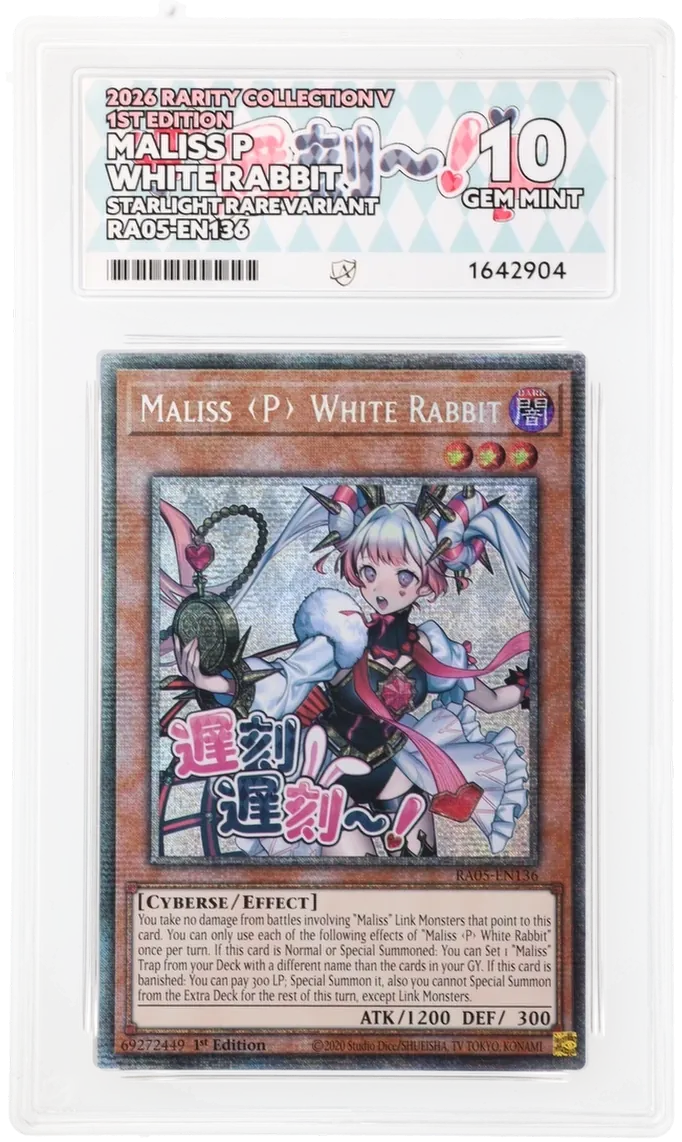 2026 RARITY COLLECTION V
1ST EDITION
MALISS P
WHITE RABBIT
STARLIGHT RARE VARIANT
RA05-EN136
刻～!
10
GEM MINT
1642904
MALISS ‹P› WHITE RABBIT
DARK
闇
遅刻
遅刻～!
RA05-EN136
[CYBERSE/EFFECT]
You take no damage from battles involving "Maliss" Link Monsters that point to this
card. You can only use each of the following effects of "Maliss ‹P› White Rabbit"
once per turn. If this card is Normal or Special Summoned: You can Set 1 "Maliss"
Trap from your Deck with a different name than the cards in your GY. If this card is
banished: You can pay 300 LP; Special Summon it, also you cannot Special Summon
from the Extra Deck for the rest of this turn, except Link Monsters.
ATK/1200 DEF/ 300
69272449 1st Edition ©2020 Studio Dice/SHUEISHA, TV TOKYO, KONAMI